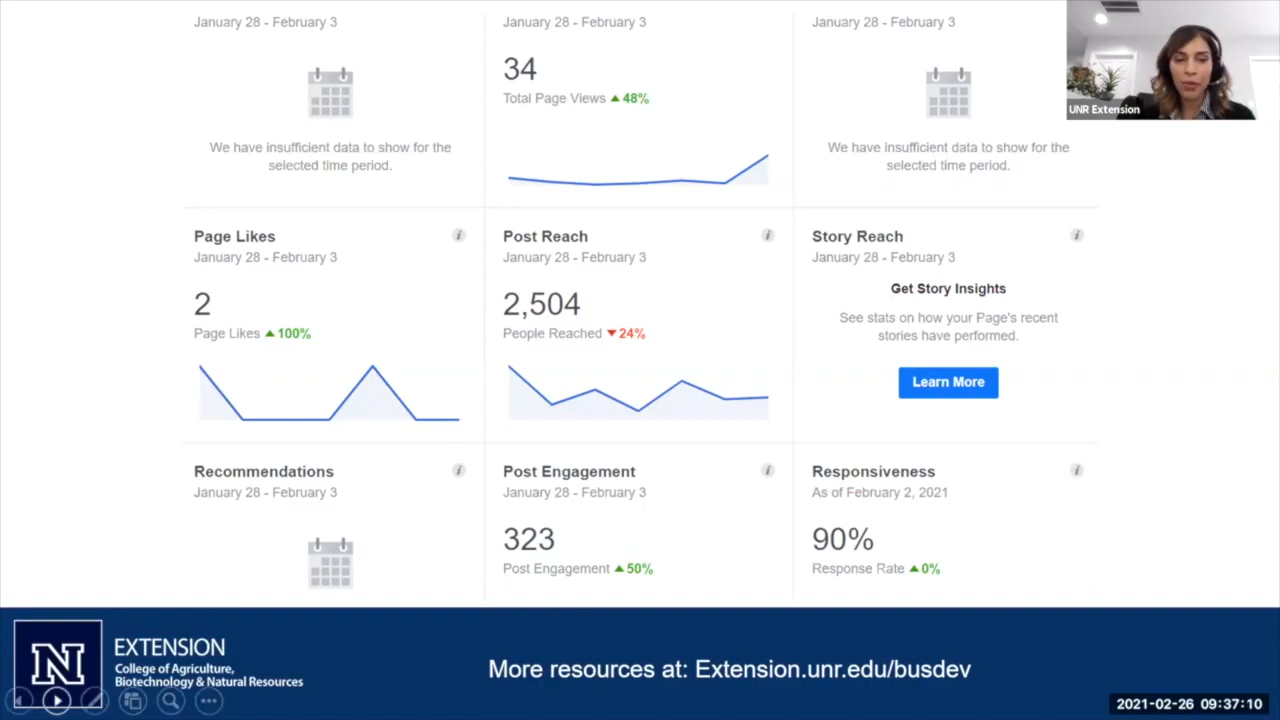 January 28 - February 3
January 28 - February 3
January 28 - February 3
34
Total Page Views 48%
We have insufficient data to show for the
selected time period.
We have insufficient data to show for the
selected time period.
UNR Extension
Page Likes
January 28 - February 3
2
Page Likes 100%
Post Reach
January 28 - February 3
2,504
People Reached 24%
Story Reach
January 28 - February 3
Get Story Insights
See stats on how your Page's recent
stories have performed.
Learn More
Recommendations
January 28 - February 3
Post Engagement
January 28 - February 3
323
Post Engagement 50%
Responsiveness
As of February 2, 2021
90%
Response Rate 0%
N
EXTENSION
College of Agriculture,
Biotechnology & Natural Resources
More resources at: Extension.unr.edu/busdev
2021-02-26 09:37:10